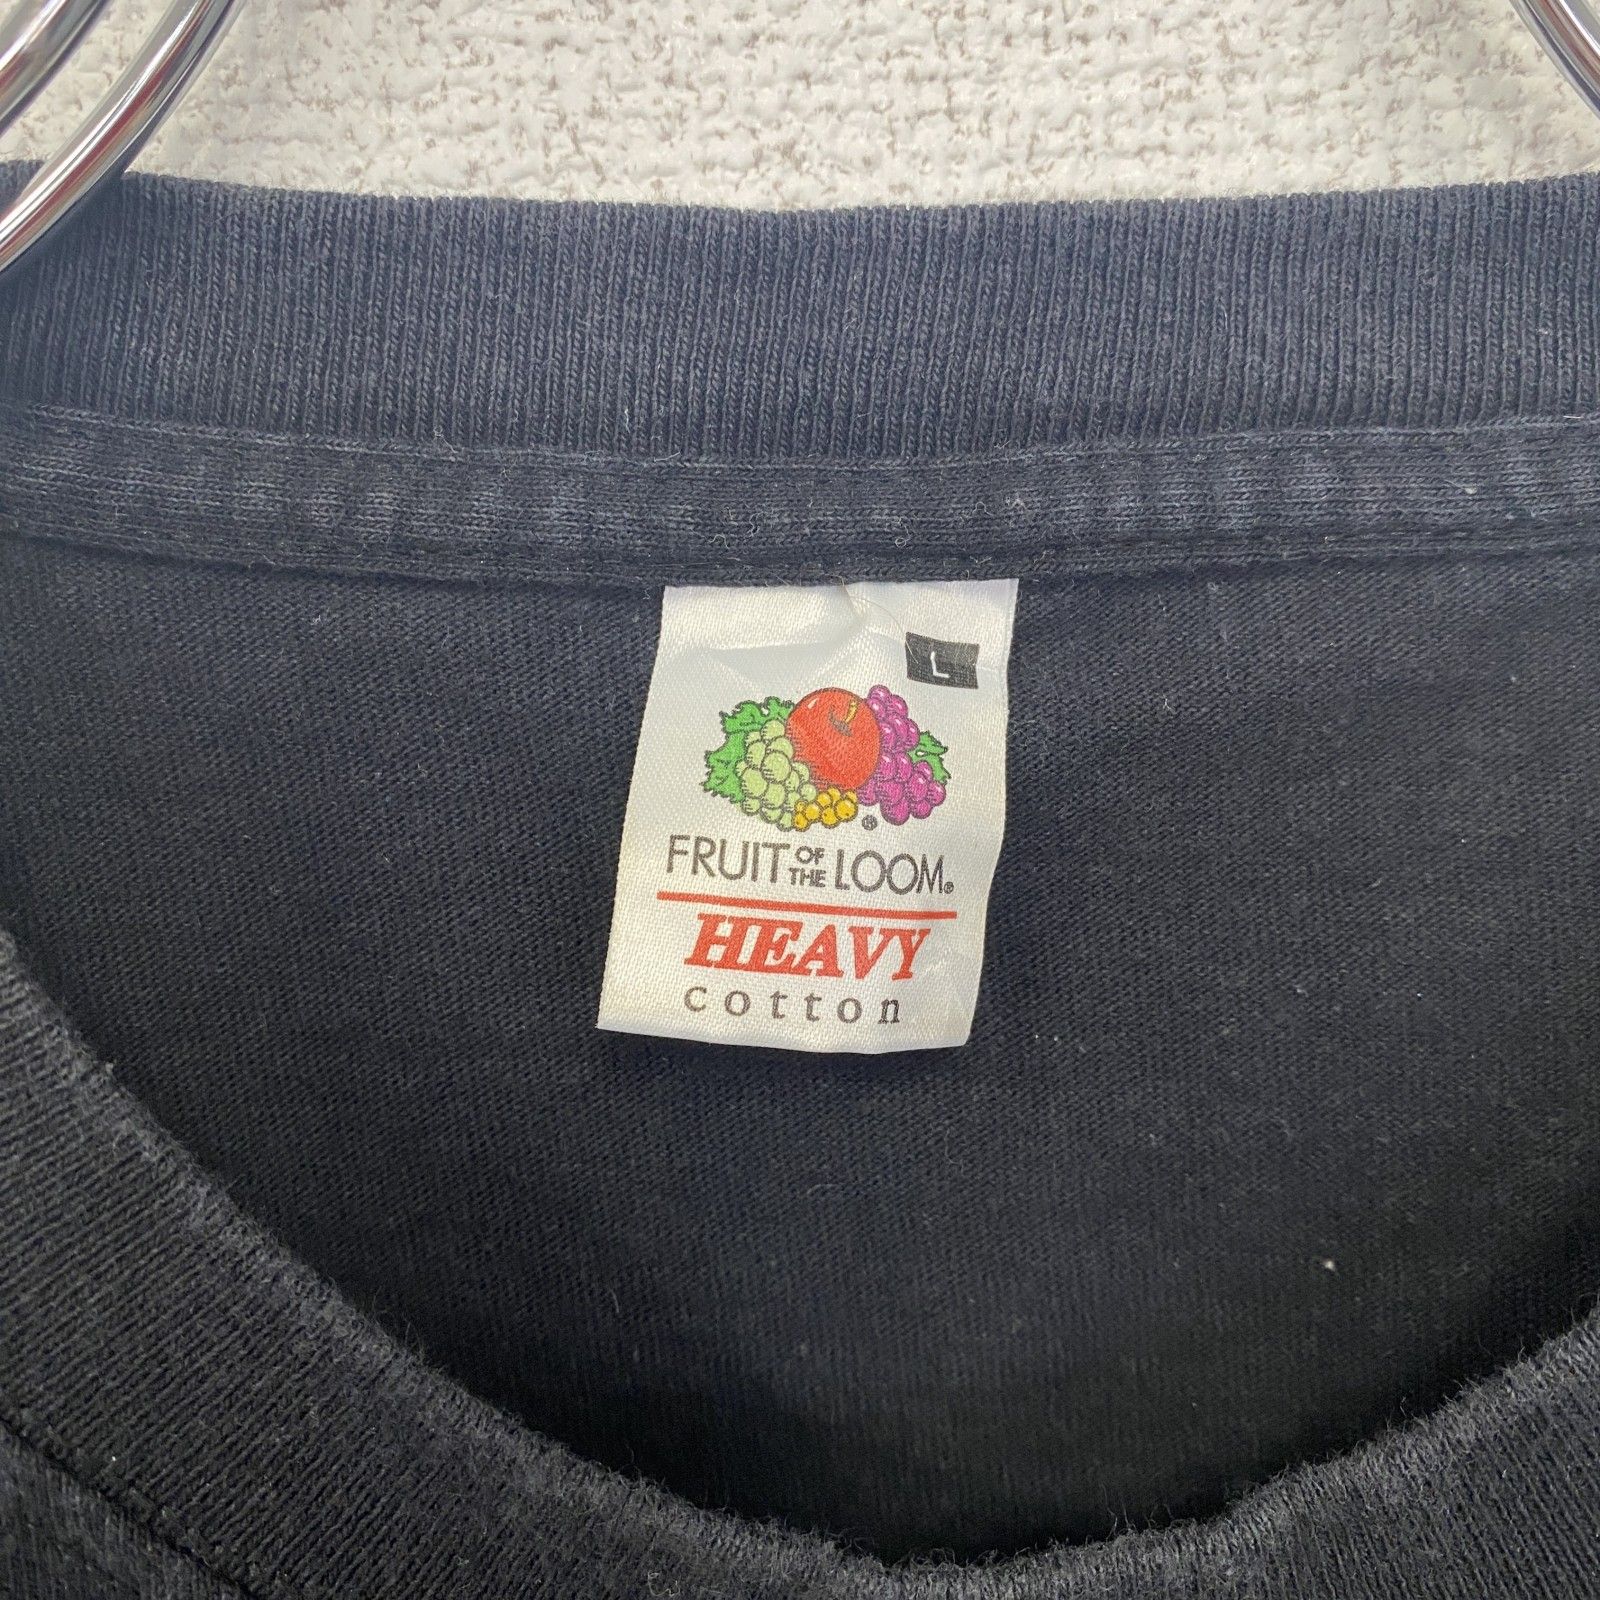 L
®
FRUIT OF THE LOOM®
HEAVY
cotton